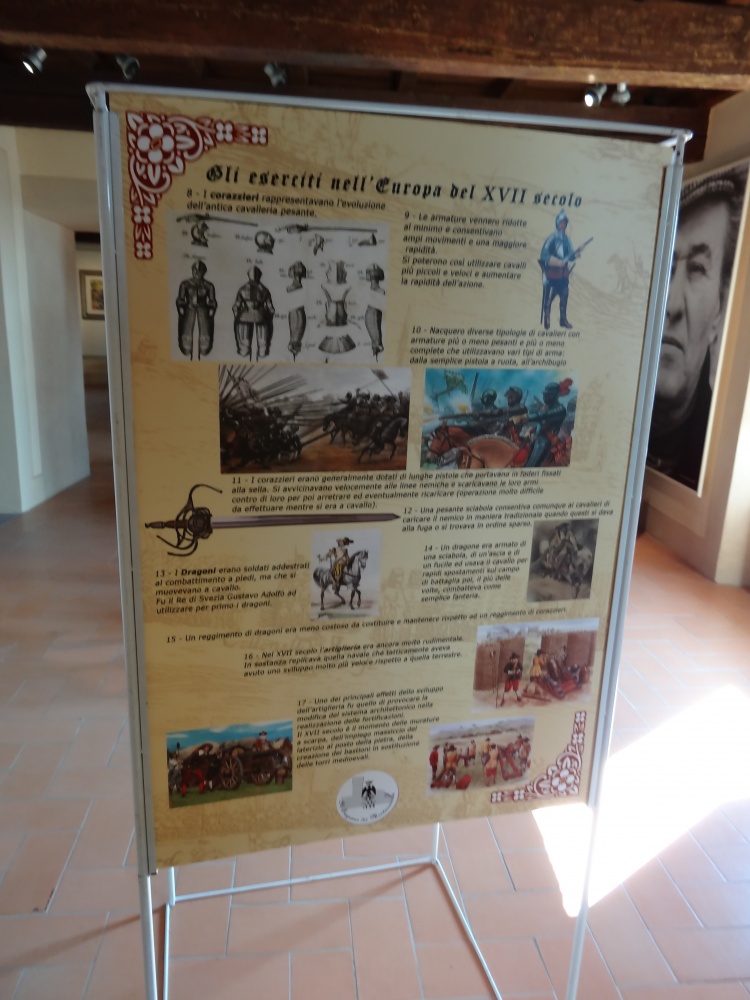 Gli eserciti nell'Europa del XVII secolo
8 - I corazzieri rappresentavano l'evoluzione
dell'antica cavalleria pesante.
9 - Le armature vennero ridotte
al minimo e consentivano
ampi movimenti e una maggiore
rapidità.
Si poterono così utilizzare cavalli
più piccoli e veloci e aumentare
la rapidità dell'azione.
10 - Nacquero diverse tipologie di cavalieri con
armature più o meno pesanti e più o meno
complete che utilizzavano vari tipi di arma:
dalla semplice pistola a ruota, all'archibugio
11 - I corazzieri erano generalmente dotati di lunghe pistole che portavano in foderi fissati
alla sella. Si avvicinavano velocemente alle linee nemiche e scaricavano le loro armi
contro di loro per poi arretrare ed eventualmente ricaricare (operazione molto difficile
da effettuare mentre si era a cavallo).
12 - Una pesante sciabola consentiva comunque ai cavalieri di
caricare il nemico in maniera tradizionale quando questi si dava
alla fuga o si trovava in ordine sparso.
13 - I Dragoni erano soldati addestrati
al combattimento a piedi, ma che si
muovevano a cavallo.
Fu il Re di Svezia Gustavo Adolfo ad
utilizzare per primo i dragoni.
14 - Un dragone era armato di
una sciabola, di un'ascia e di
un fucile ed usava il cavallo per
rapidi spostamenti sul campo
di battaglia poi, il più delle
volte, combatteva come
semplice fanteria.
15 - Un reggimento di dragoni era meno costoso da costituire e mantenere rispetto ad un reggimento di corazzieri.
16 - Nel XVII secolo l'artiglieria era ancora molto rudimentale.
In sostanza replicava quella navale che tatticamente aveva
avuto uno sviluppo molto più veloce rispetto a quella terrestre.
17 - Uno dei principali effetti dello sviluppo
dell'artiglieria fu quello di provocare la
modifica del sistema architettonico nella
realizzazione delle fortificazioni.
Il XVII secolo è il momento delle murature
a scarpa, dell'impiego massiccio del
laterizio al posto della pietra, della
creazione dei bastioni in sostituzione
delle torri medioevali.